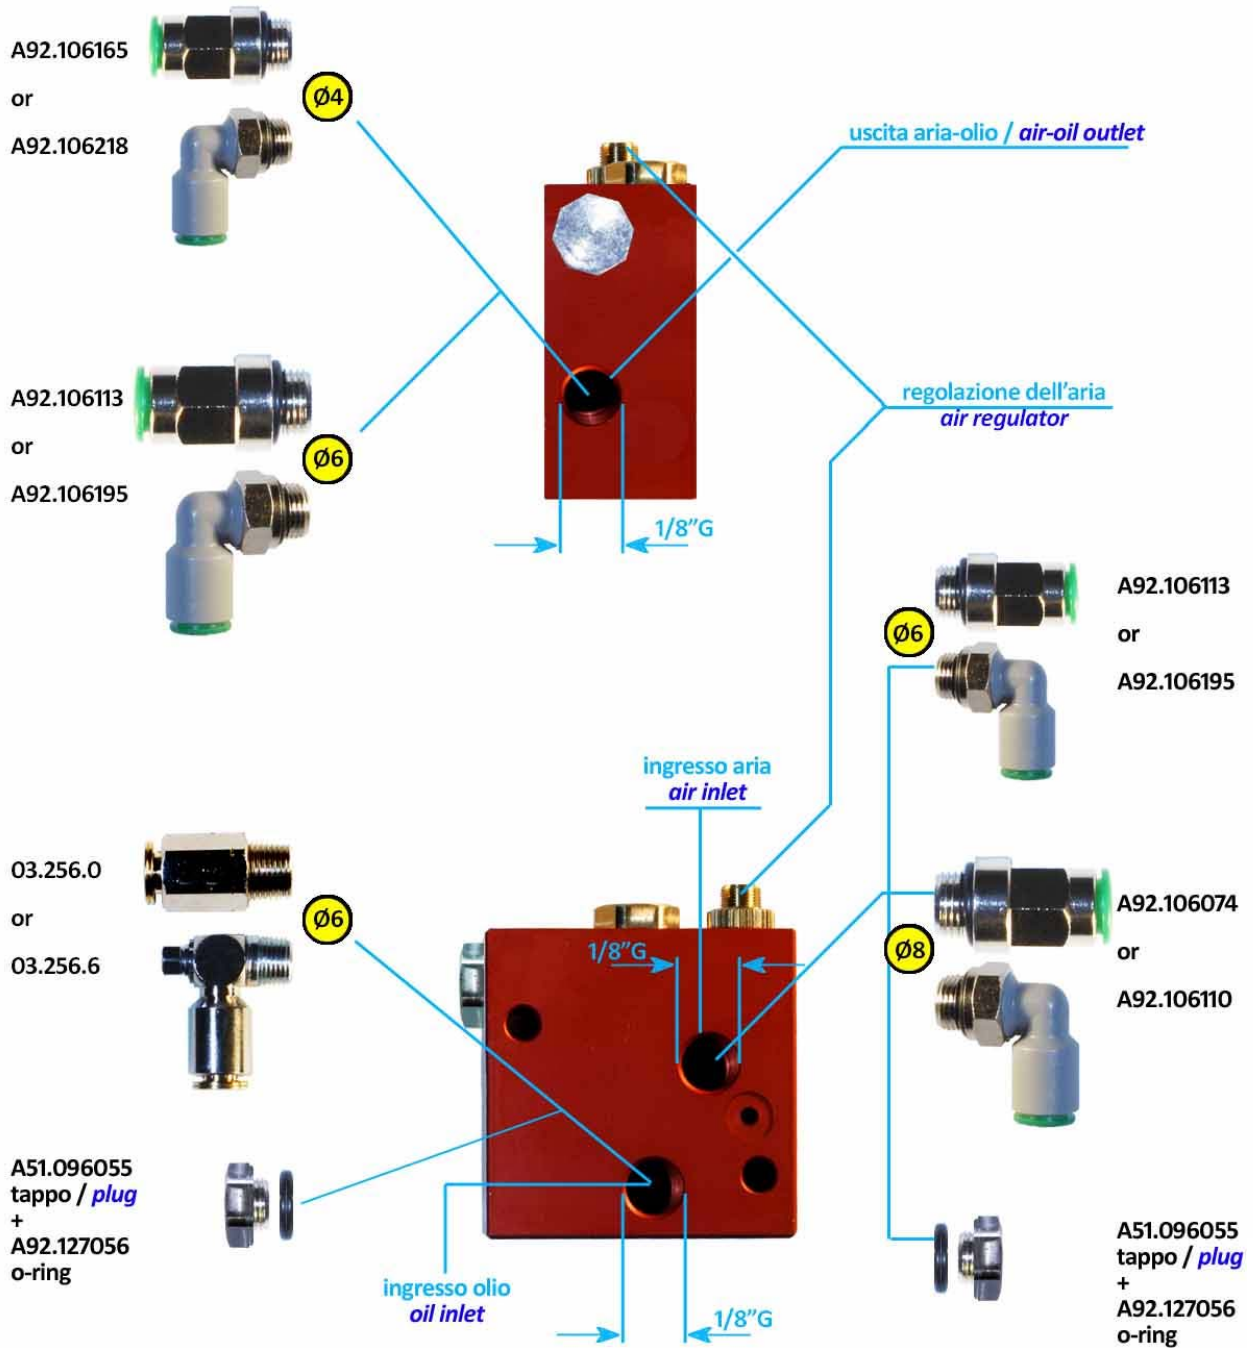 A92.106165
or
A92.106218
Ø4
uscita aria-olio / air-oil outlet
A92.106113
or
A92.106195
Ø6
regolazione dell'aria
air regulator
1/8”G
Ø6
A92.106113
or
A92.106195
ingresso aria
air inlet
03.256.0
or
03.256.6
Ø6
1/8”G
Ø8
A92.106074
or
A92.106110
A51.096055
tappo / plug
+
A92.127056
o-ring
ingresso olio
oil inlet
1/8”G
A51.096055
tappo / plug
+
A92.127056
o-ring